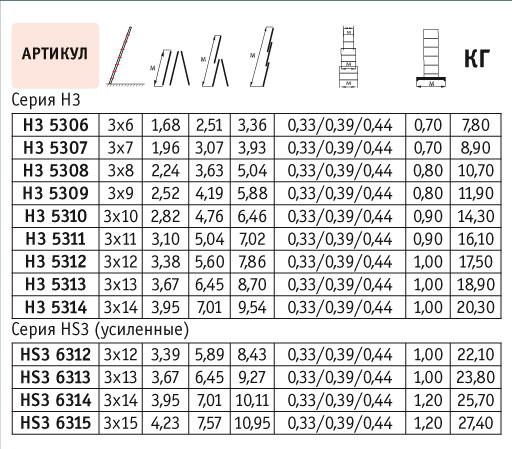 АРТИКУЛ M M M M M КГ
Серия H3
H3 5306 3x6 1,68 2,51 3,36 0,33/0,39/0,44 0,70 7,80
H3 5307 3x7 1,96 3,07 3,93 0,33/0,39/0,44 0,70 8,90
H3 5308 3x8 2,24 3,63 5,04 0,33/0,39/0,44 0,80 10,70
H3 5309 3x9 2,52 4,19 5,88 0,33/0,39/0,44 0,80 11,90
H3 5310 3x10 2,82 4,76 6,46 0,33/0,39/0,44 0,90 14,30
H3 5311 3x11 3,10 5,04 7,02 0,33/0,39/0,44 0,90 16,10
H3 5312 3x12 3,38 5,60 7,86 0,33/0,39/0,44 1,00 17,50
H3 5313 3x13 3,67 6,45 8,70 0,33/0,39/0,44 1,00 18,90
H3 5314 3x14 3,95 7,01 9,54 0,33/0,39/0,44 1,00 20,30
Серия HS3 (усиленные)
HS3 6312 3x12 3,39 5,89 8,43 0,33/0,39/0,44 1,00 22,10
HS3 6313 3x13 3,67 6,45 9,27 0,33/0,39/0,44 1,00 23,80
HS3 6314 3x14 3,95 7,01 10,11 0,33/0,39/0,44 1,20 25,70
HS3 6315 3x15 4,23 7,57 10,95 0,33/0,39/0,44 1,20 27,40